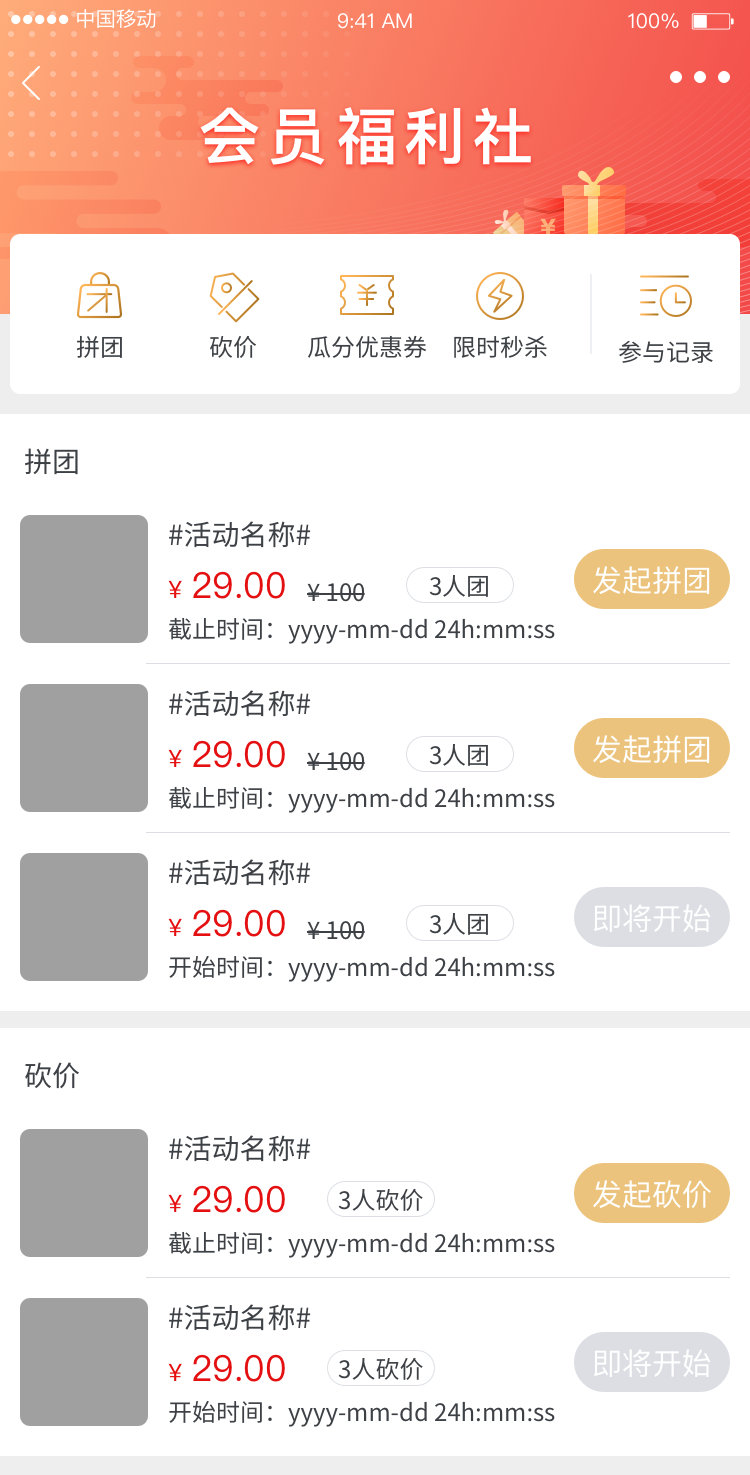 中国移动 9:41 AM 100%
会员福利社
¥
团 ¥
拼团 砍价 瓜分优惠券 限时秒杀 参与记录
拼团
#活动名称#
¥ 29.00 ¥100 3人团 发起拼团
截止时间：yyyy-mm-dd 24h:mm:ss
#活动名称#
¥ 29.00 ¥100 3人团 发起拼团
截止时间：yyyy-mm-dd 24h:mm:ss
#活动名称#
¥ 29.00 ¥100 3人团 即将开始
开始时间：yyyy-mm-dd 24h:mm:ss
砍价
#活动名称#
¥ 29.00 3人砍价 发起砍价
截止时间：yyyy-mm-dd 24h:mm:ss
#活动名称#
¥ 29.00 3人砍价 即将开始
开始时间：yyyy-mm-dd 24h:mm:ss